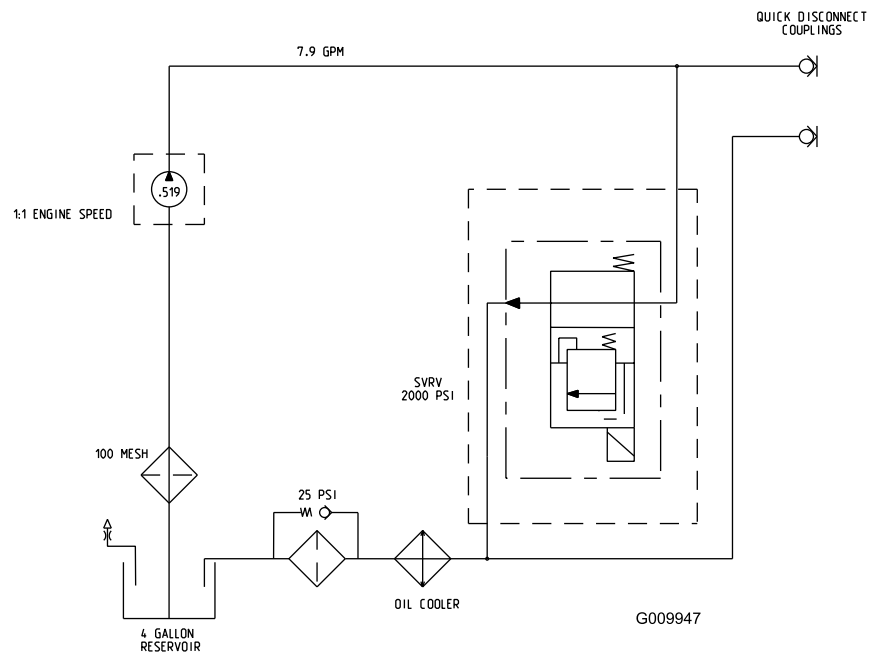 QUICK DISCONNECT
COUPLINGS
7.9 GPM
.519
1:1 ENGINE SPEED
SVRV
2000 PSI
100 MESH
25 PSI
OIL COOLER
G009947
4 GALLON
RESERVOIR